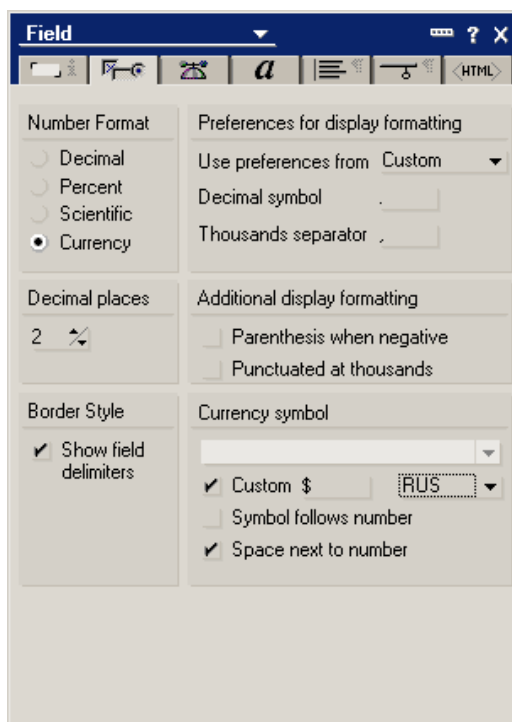 Field
?
a
i
<HTML>
Number Format
Decimal
Percent
Scientific
Currency
Preferences for display formatting
Use preferences from Custom
Decimal symbol .
Thousands separator ,
Decimal places
2
Additional display formatting
Parenthesis when negative
Punctuated at thousands
Border Style
Show field
delimiters
Currency symbol
Custom $ RUS
Symbol follows number
Space next to number